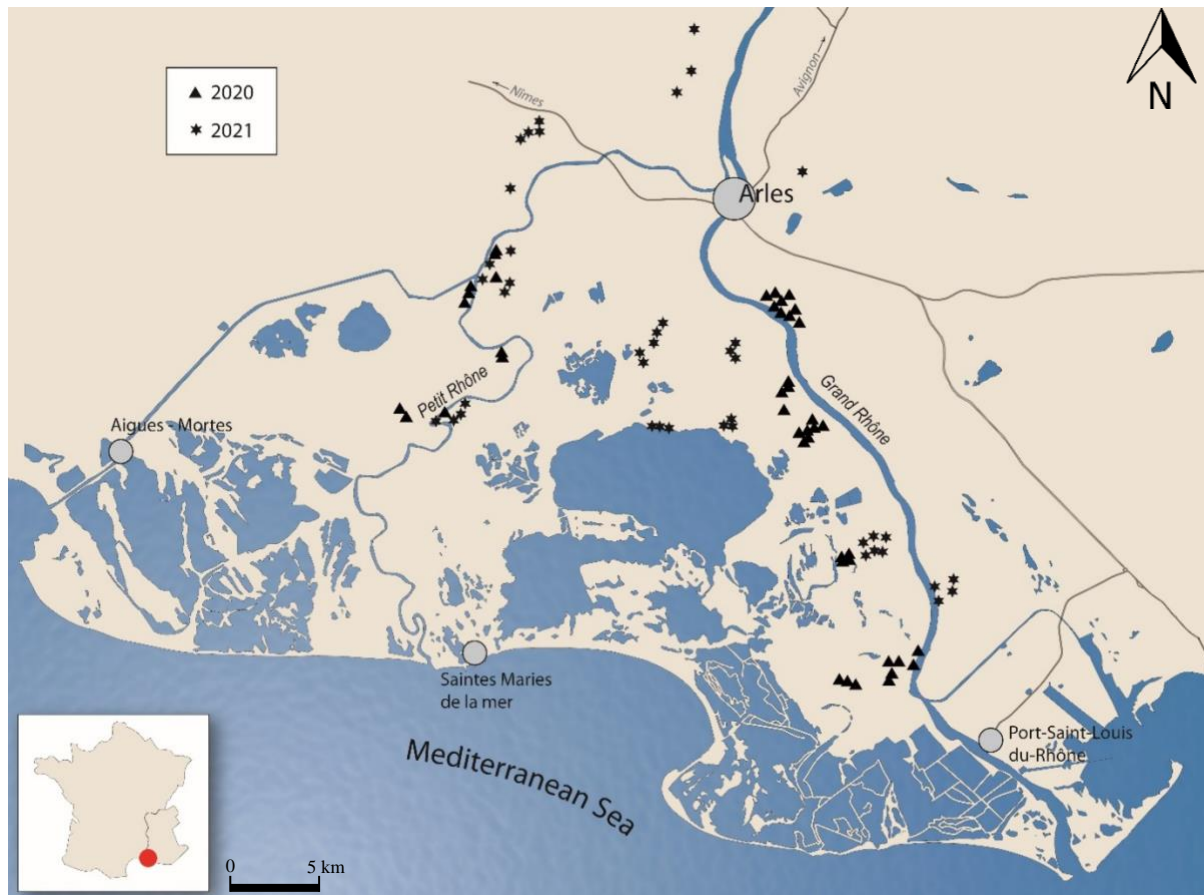 2020
2021
N
Nîmes
Avignon
Arles
Petit Rhône
Grand Rhône
Aigues - Mortes
Saintes Maries
de la mer
Port-Saint-Louis
du-Rhône
Mediterranean Sea
0 5 km